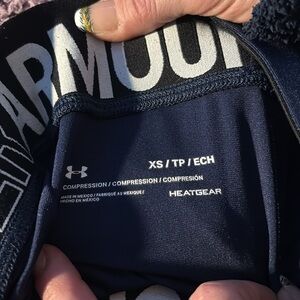 ARMOUR
XS / TP / ECH
COMPRESSION / COMPRESSION / COMPRESIÓN
MADE IN MEXICO / FABRIQUÉ AU MEXIQUE /
HECHO EN MÉXICO
HEATGEAR